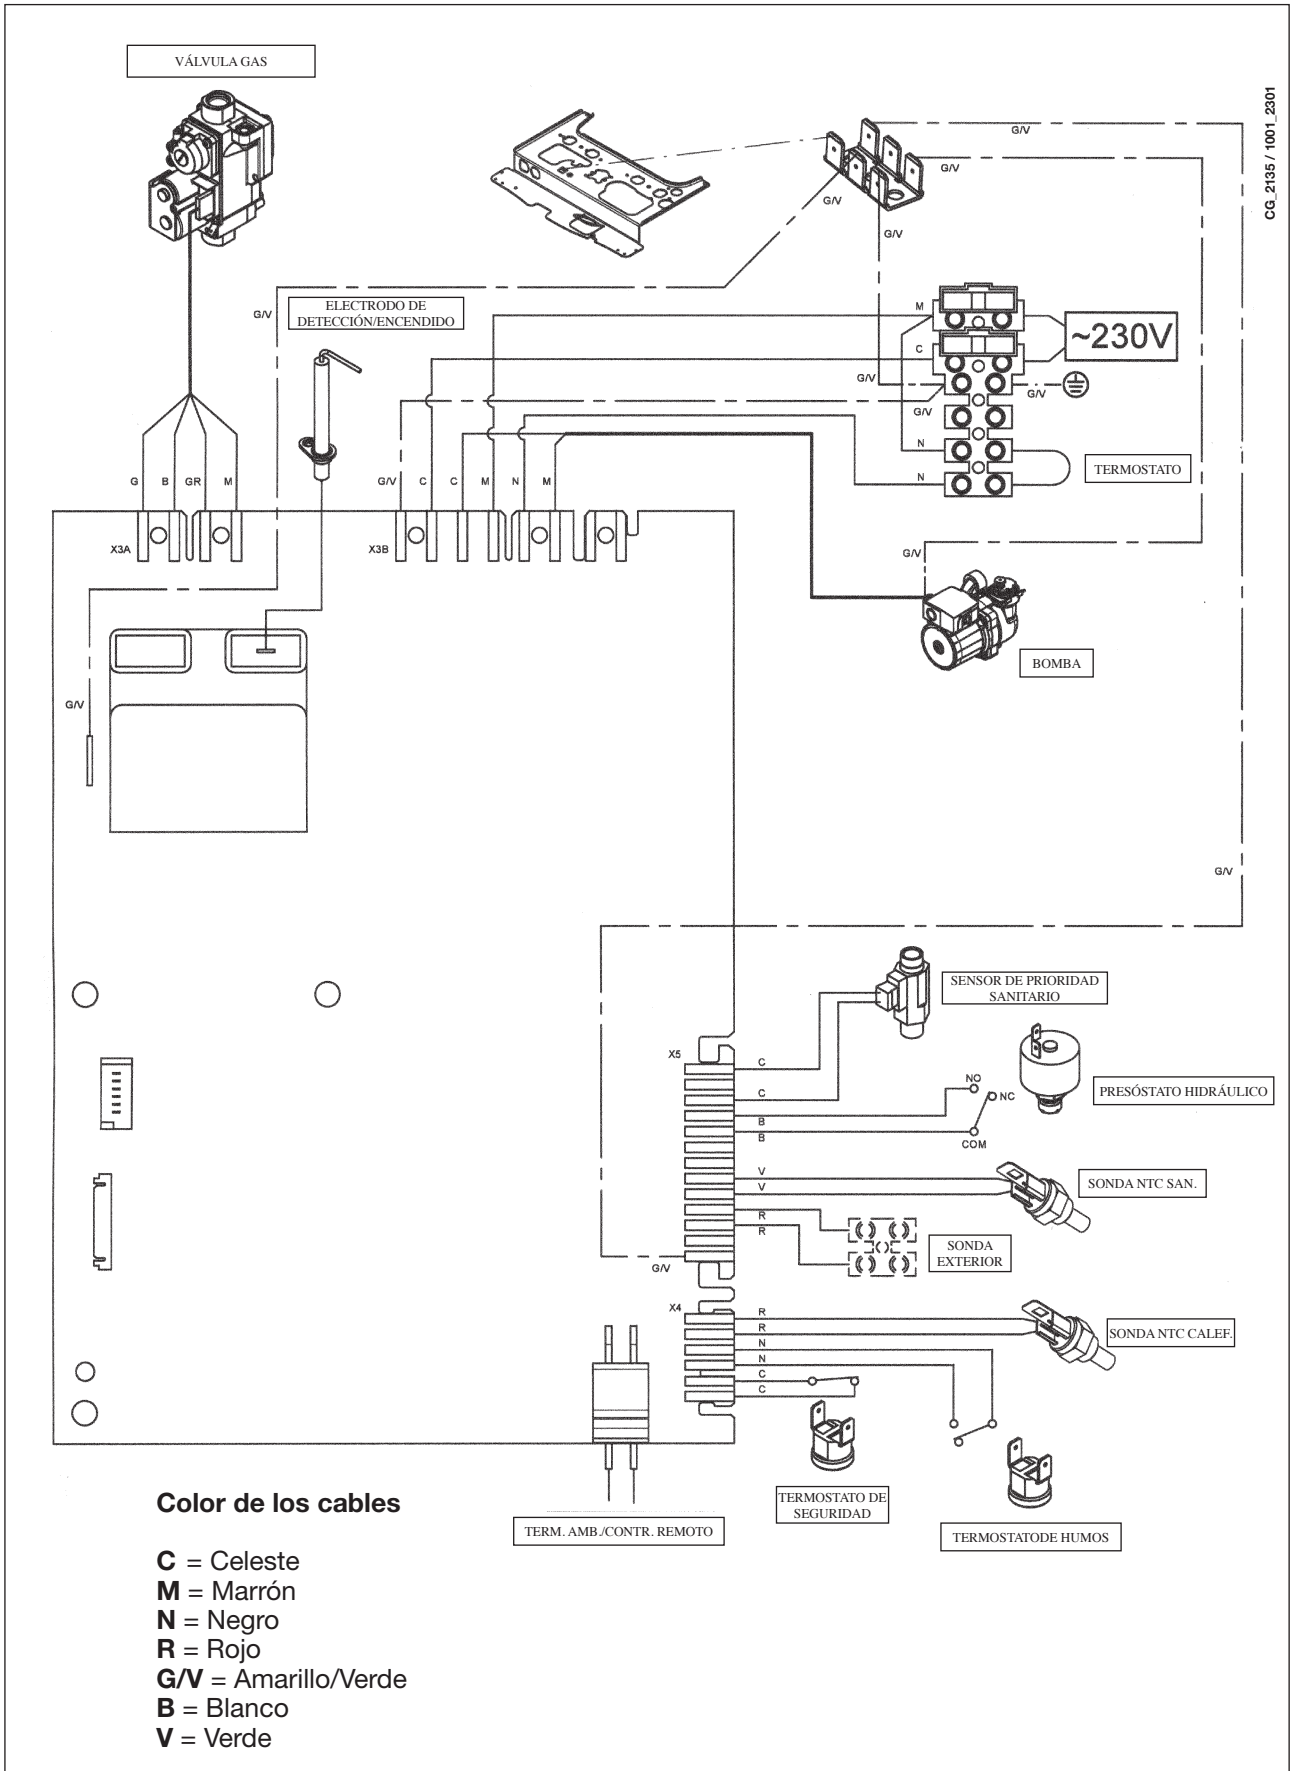 VÁLVULA GAS
CG_2135 / 1001_2301
G/V
G/V
G/V
G/V
ELECTRODO DE
DETECCIÓN/ENCENDIDO
G/V
M
~230V
C
G/V
G/V
G/V
N
TERMOSTATO
N
G
B
GR
M
G/V
C
C
M
N
M
X3A
X3B
G/V
BOMBA
G/V
G/V
SENSOR DE PRIORIDAD
SANITARIO
X5
C
C
NO
NC
PRESÓSTATO HIDRÁULICO
B
B
COM
V
V
SONDA NTC SAN.
R
R
SONDA
EXTERIOR
G/V
X4
R
R
SONDA NTC CALEF.
N
N
C
C
TERMOSTATO DE
SEGURIDAD
TERM. AMB./CONTR. REMOTO
TERMOSTATODE HUMOS
Color de los cables
C = Celeste
M = Marrón
N = Negro
R = Rojo
G/V = Amarillo/Verde
B = Blanco
V = Verde